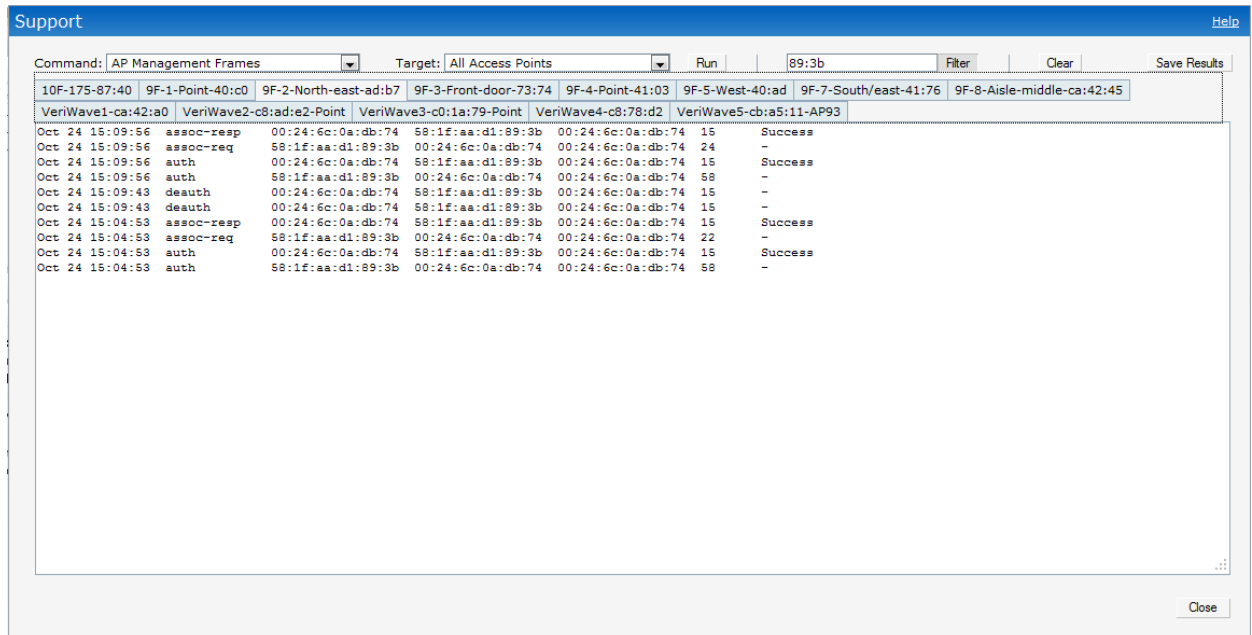 Support Help
Command: AP Management Frames Target: All Access Points Run 89:3b Filter Clear Save Results
10F-175-87:40 9F-1-Point-40:c0 9F-2-North-east-ad:b7 9F-3-Front-door-73:74 9F-4-Point-41:03 9F-5-West-40:ad 9F-7-South/east-41:76 9F-8-Aisle-middle-ca:42:45
VeriWave1-ca:42:a0 VeriWave2-c8:ad:e2-Point VeriWave3-c0:1a:79-Point VeriWave4-c8:78:d2 VeriWave5-cb:a5:11-AP93
Oct 24 15:09:56 assoc-resp 00:24:6c:0a:db:74 58:1f:aa:d1:89:3b 00:24:6c:0a:db:74 15 Success
Oct 24 15:09:56 assoc-req 58:1f:aa:d1:89:3b 00:24:6c:0a:db:74 00:24:6c:0a:db:74 24 -
Oct 24 15:09:56 auth 00:24:6c:0a:db:74 58:1f:aa:d1:89:3b 00:24:6c:0a:db:74 15 Success
Oct 24 15:09:56 auth 58:1f:aa:d1:89:3b 00:24:6c:0a:db:74 00:24:6c:0a:db:74 58 -
Oct 24 15:09:43 deauth 00:24:6c:0a:db:74 58:1f:aa:d1:89:3b 00:24:6c:0a:db:74 15 -
Oct 24 15:09:43 deauth 00:24:6c:0a:db:74 58:1f:aa:d1:89:3b 00:24:6c:0a:db:74 15 -
Oct 24 15:04:53 assoc-resp 00:24:6c:0a:db:74 58:1f:aa:d1:89:3b 00:24:6c:0a:db:74 15 Success
Oct 24 15:04:53 assoc-req 58:1f:aa:d1:89:3b 00:24:6c:0a:db:74 00:24:6c:0a:db:74 22 -
Oct 24 15:04:53 auth 00:24:6c:0a:db:74 58:1f:aa:d1:89:3b 00:24:6c:0a:db:74 15 Success
Oct 24 15:04:53 auth 58:1f:aa:d1:89:3b 00:24:6c:0a:db:74 00:24:6c:0a:db:74 58 -
Close